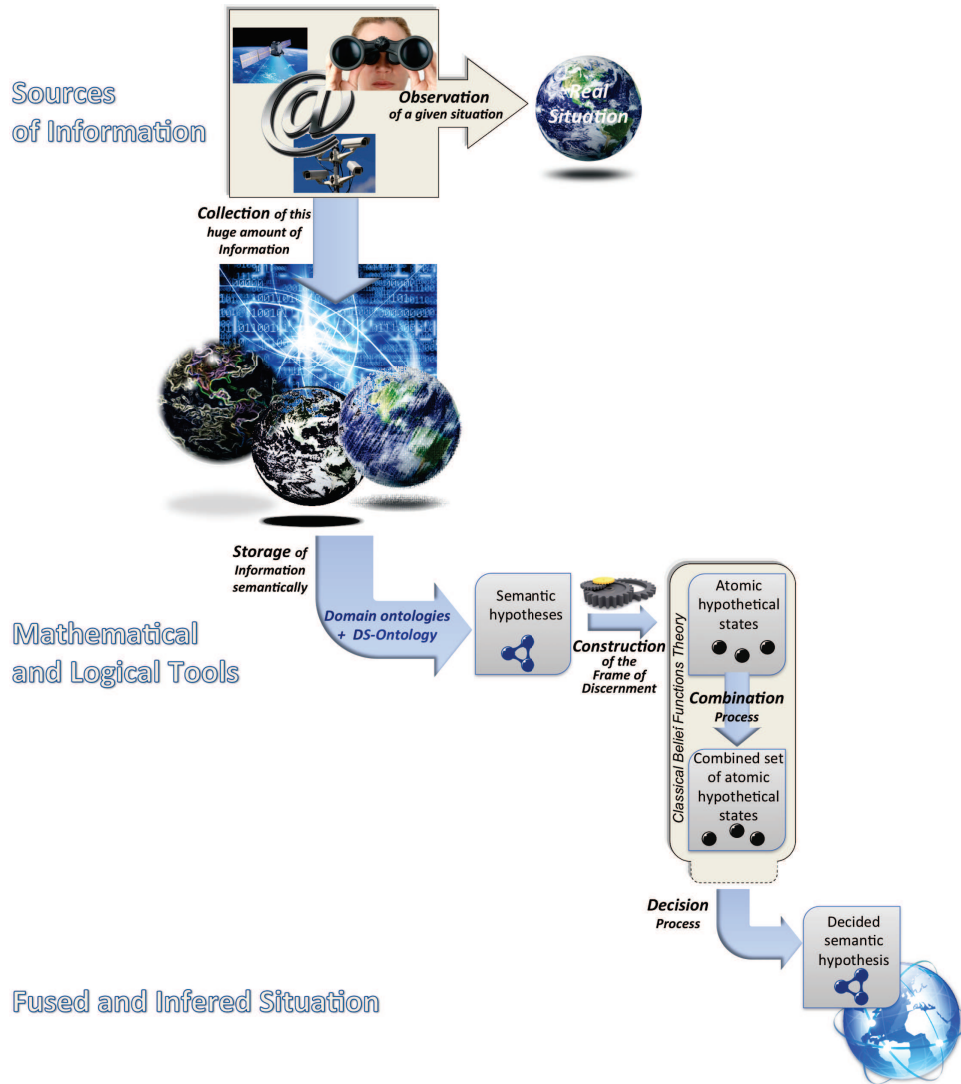 Sources
of Information
Observation
of a given situation
Real
Situation
@
Collection of this
huge amount of
Information
Storage of
Information
semantically
Domain ontologies
+ DS-Ontology
Semantic
hypotheses
Construction
of the
Frame of
Discernment
Mathematical
and Logical Tools
Classical Belief Functions Theory
Atomic
hypothetical
states
Combination
Process
Combined set
of atomic
hypothetical
states
Decision
Process
Decided
semantic
hypothesis
Fused and Infered Situation